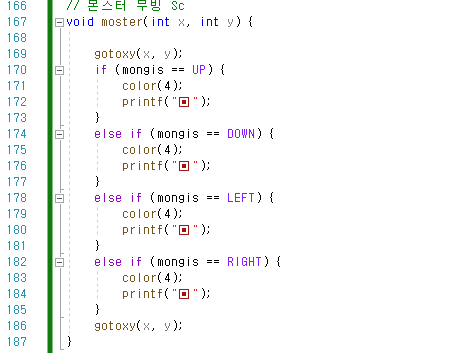 166 // 몬스터 무빙 Sc
167 void moster(int x, int y) {
168
169 gotoxy(x, y);
170 if (mongis == UP) {
171 color(4);
172 printf("▣");
173 }
174 else if (mongis == DOWN) {
175 color(4);
176 printf("▣");
177 }
178 else if (mongis == LEFT) {
179 color(4);
180 printf("▣");
181 }
182 else if (mongis == RIGHT) {
183 color(4);
184 printf("▣");
185 }
186 gotoxy(x, y);
187 }